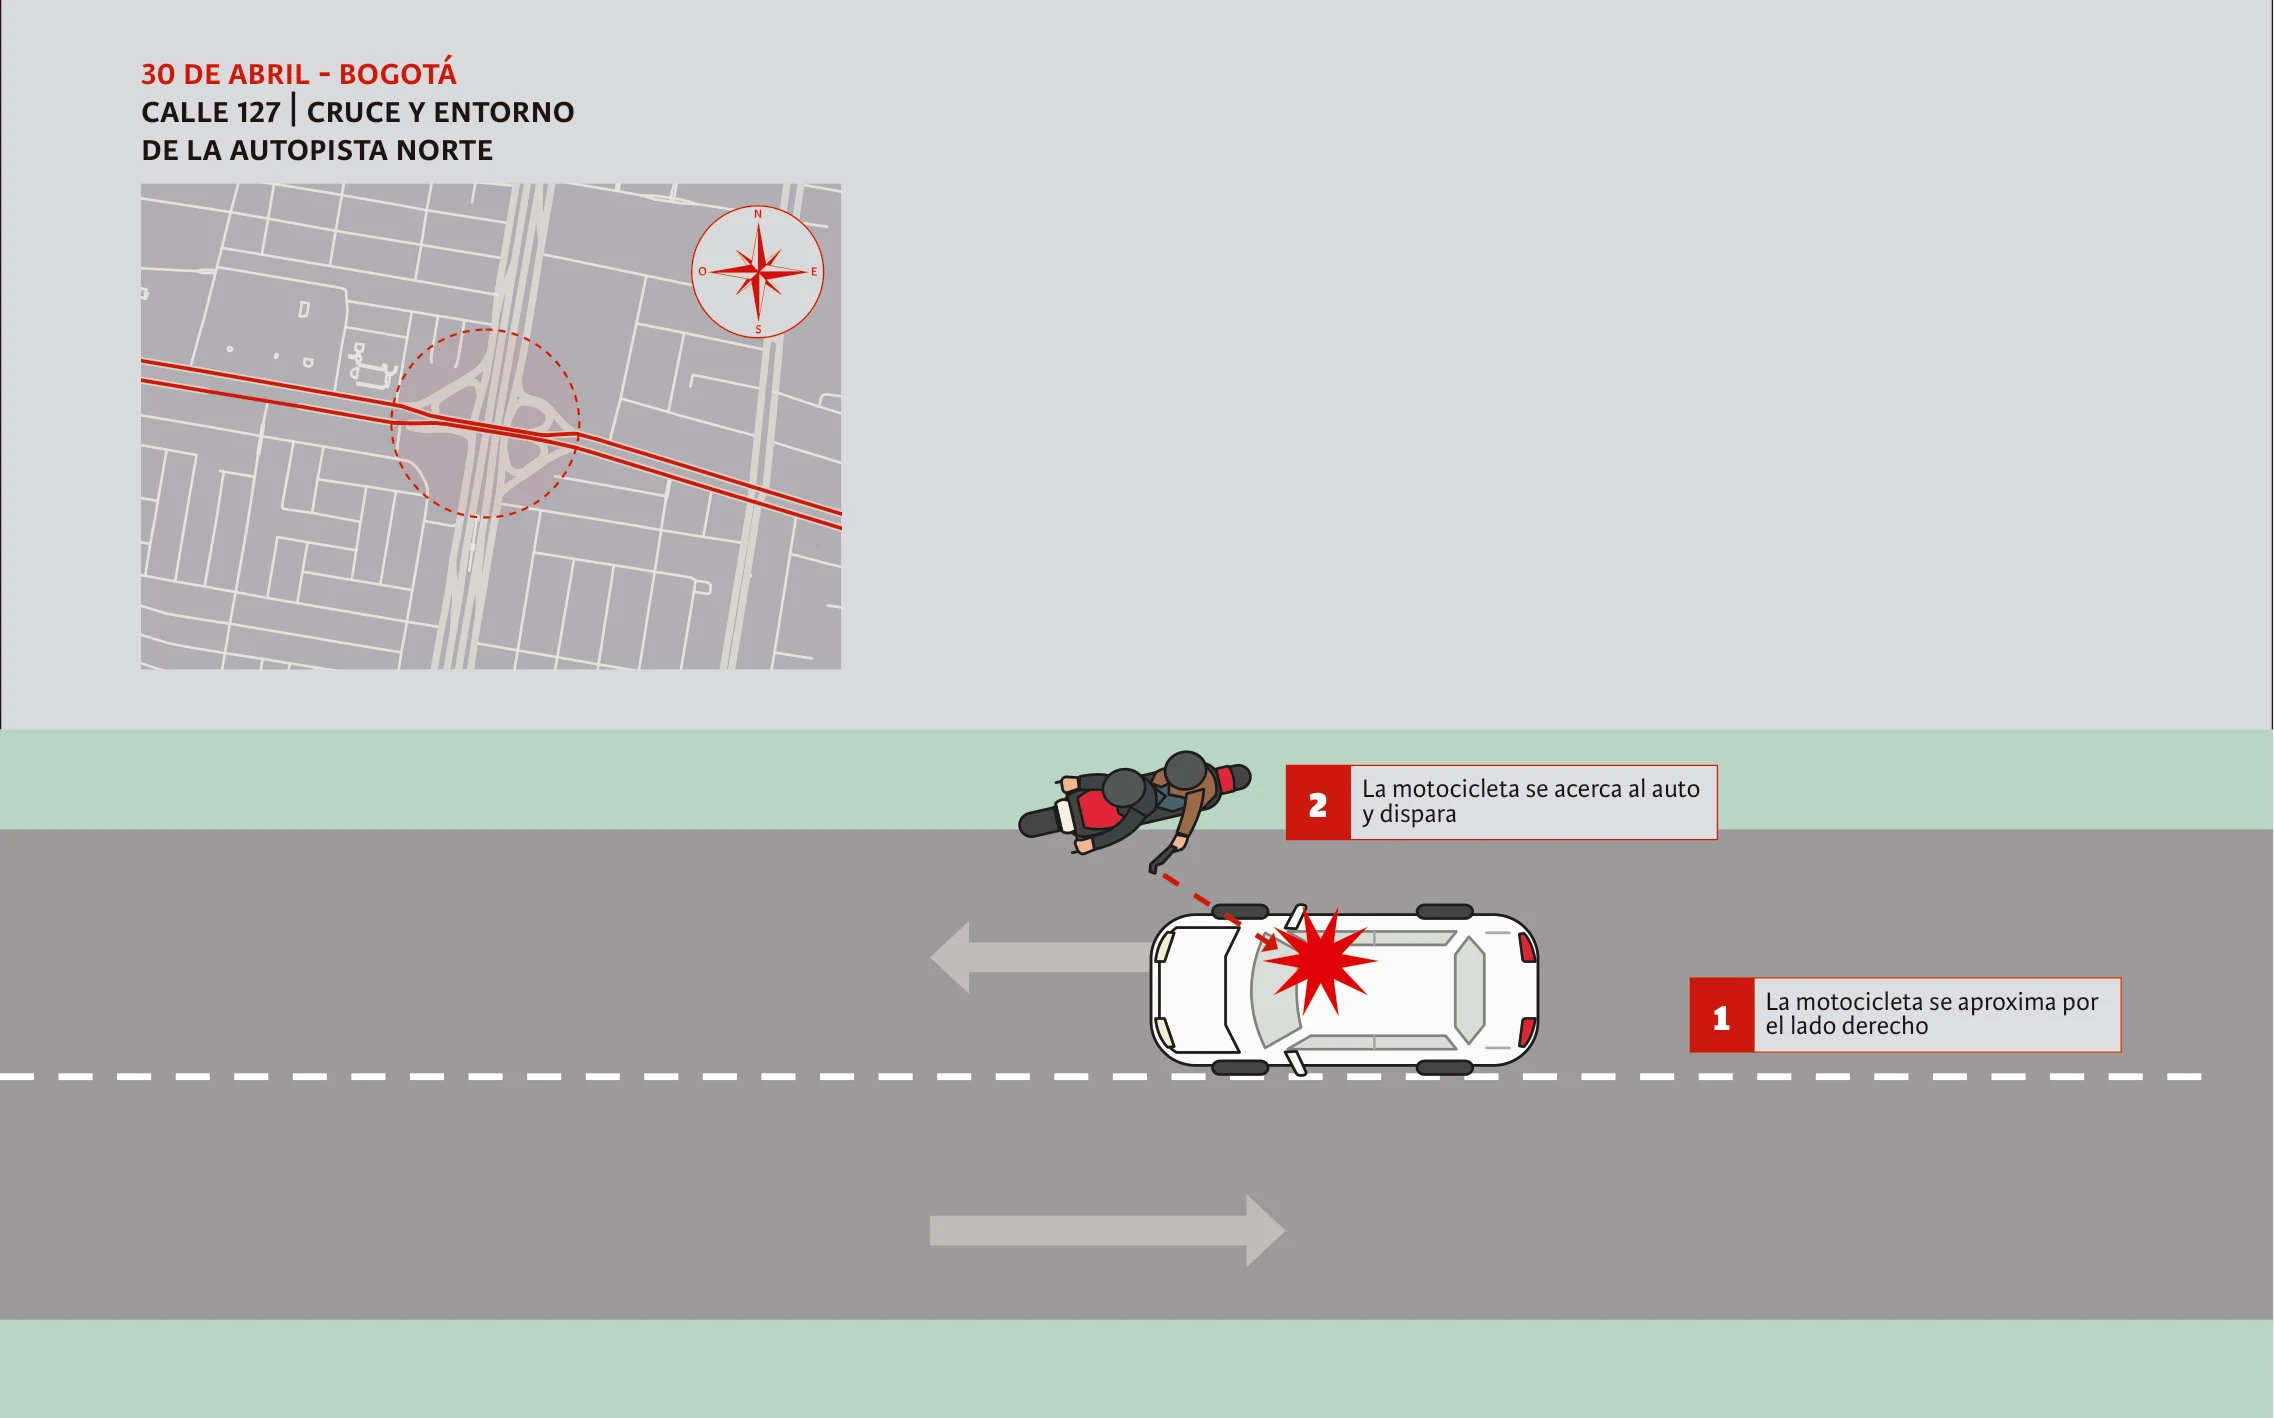 30 DE ABRIL - BOGOTÁ
CALLE 127 | CRUCE Y ENTORNO
DE LA AUTOPISTA NORTE
N
O
E
S
2
La motocicleta se acerca al auto
y dispara
1
La motocicleta se aproxima por
el lado derecho